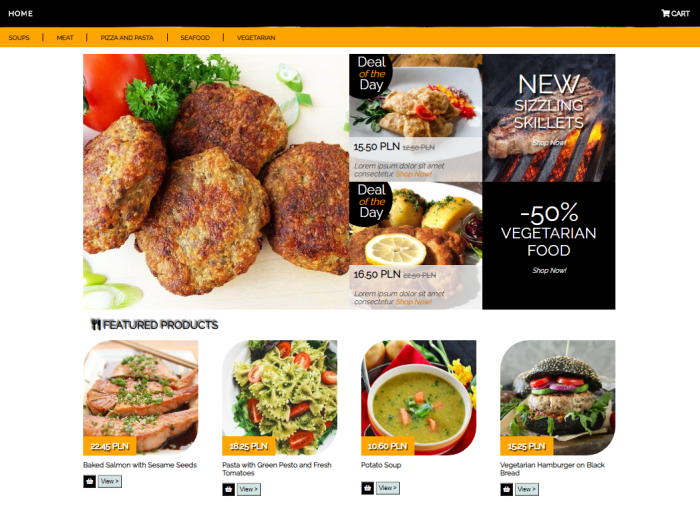 HOME
CART
SOUPS
MEAT
PIZZA AND PASTA
SEAFOOD
VEGETARIAN
Deal
of the
Day
15.50 PLN 12.50 PLN
Lorem ipsum dolor sit amet
consectetur. Shop Now!
NEW
SIZZLING
SKILLETS
Shop Now!
Deal
of the
Day
16.50 PLN 22.50 PLN
Lorem ipsum dolor sit amet
consectetur. Shop Now!
-50%
VEGETARIAN
FOOD
Shop Now!
FEATURED PRODUCTS
22.45 PLN
Baked Salmon with Sesame Seeds
View >
18.25 PLN
Pasta with Green Pesto and Fresh
Tomatoes
View >
10.60 PLN
Potato Soup
View >
15.25 PLN
Vegetarian Hamburger on Black
Bread
View >